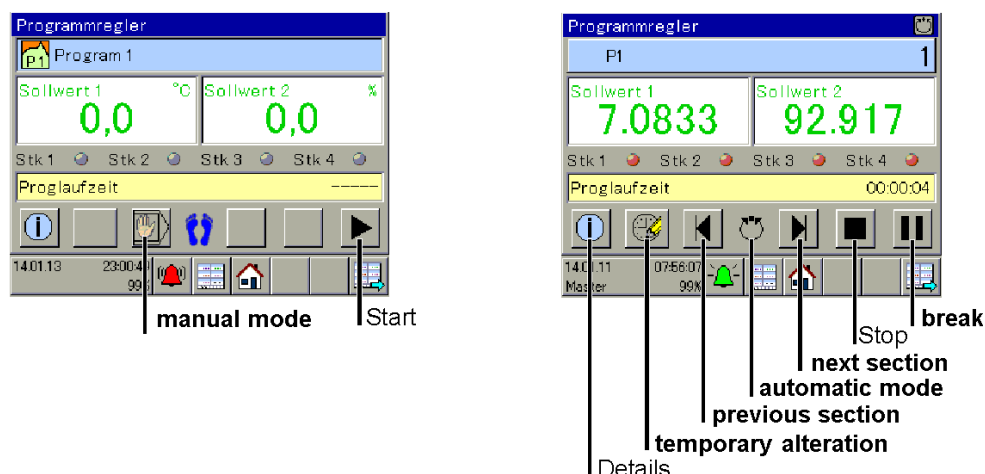 Programmregler
P1 Program 1
Sollwert 1 °C Sollwert 2 %
0,0 0,0
Stk 1 Stk 2 Stk 3 Stk 4
Proglaufzeit -----
i
14.01.13 23:00:49
99%
manual mode
Start
Programmregler
P1 1
Sollwert 1 Sollwert 2
7.0833 92.917
Stk 1 Stk 2 Stk 3 Stk 4
Proglaufzeit 00:00:04
i
14.01.11 07:56:07
Master 99%
break
Stop
next section
automatic mode
previous section
temporary alteration
Details